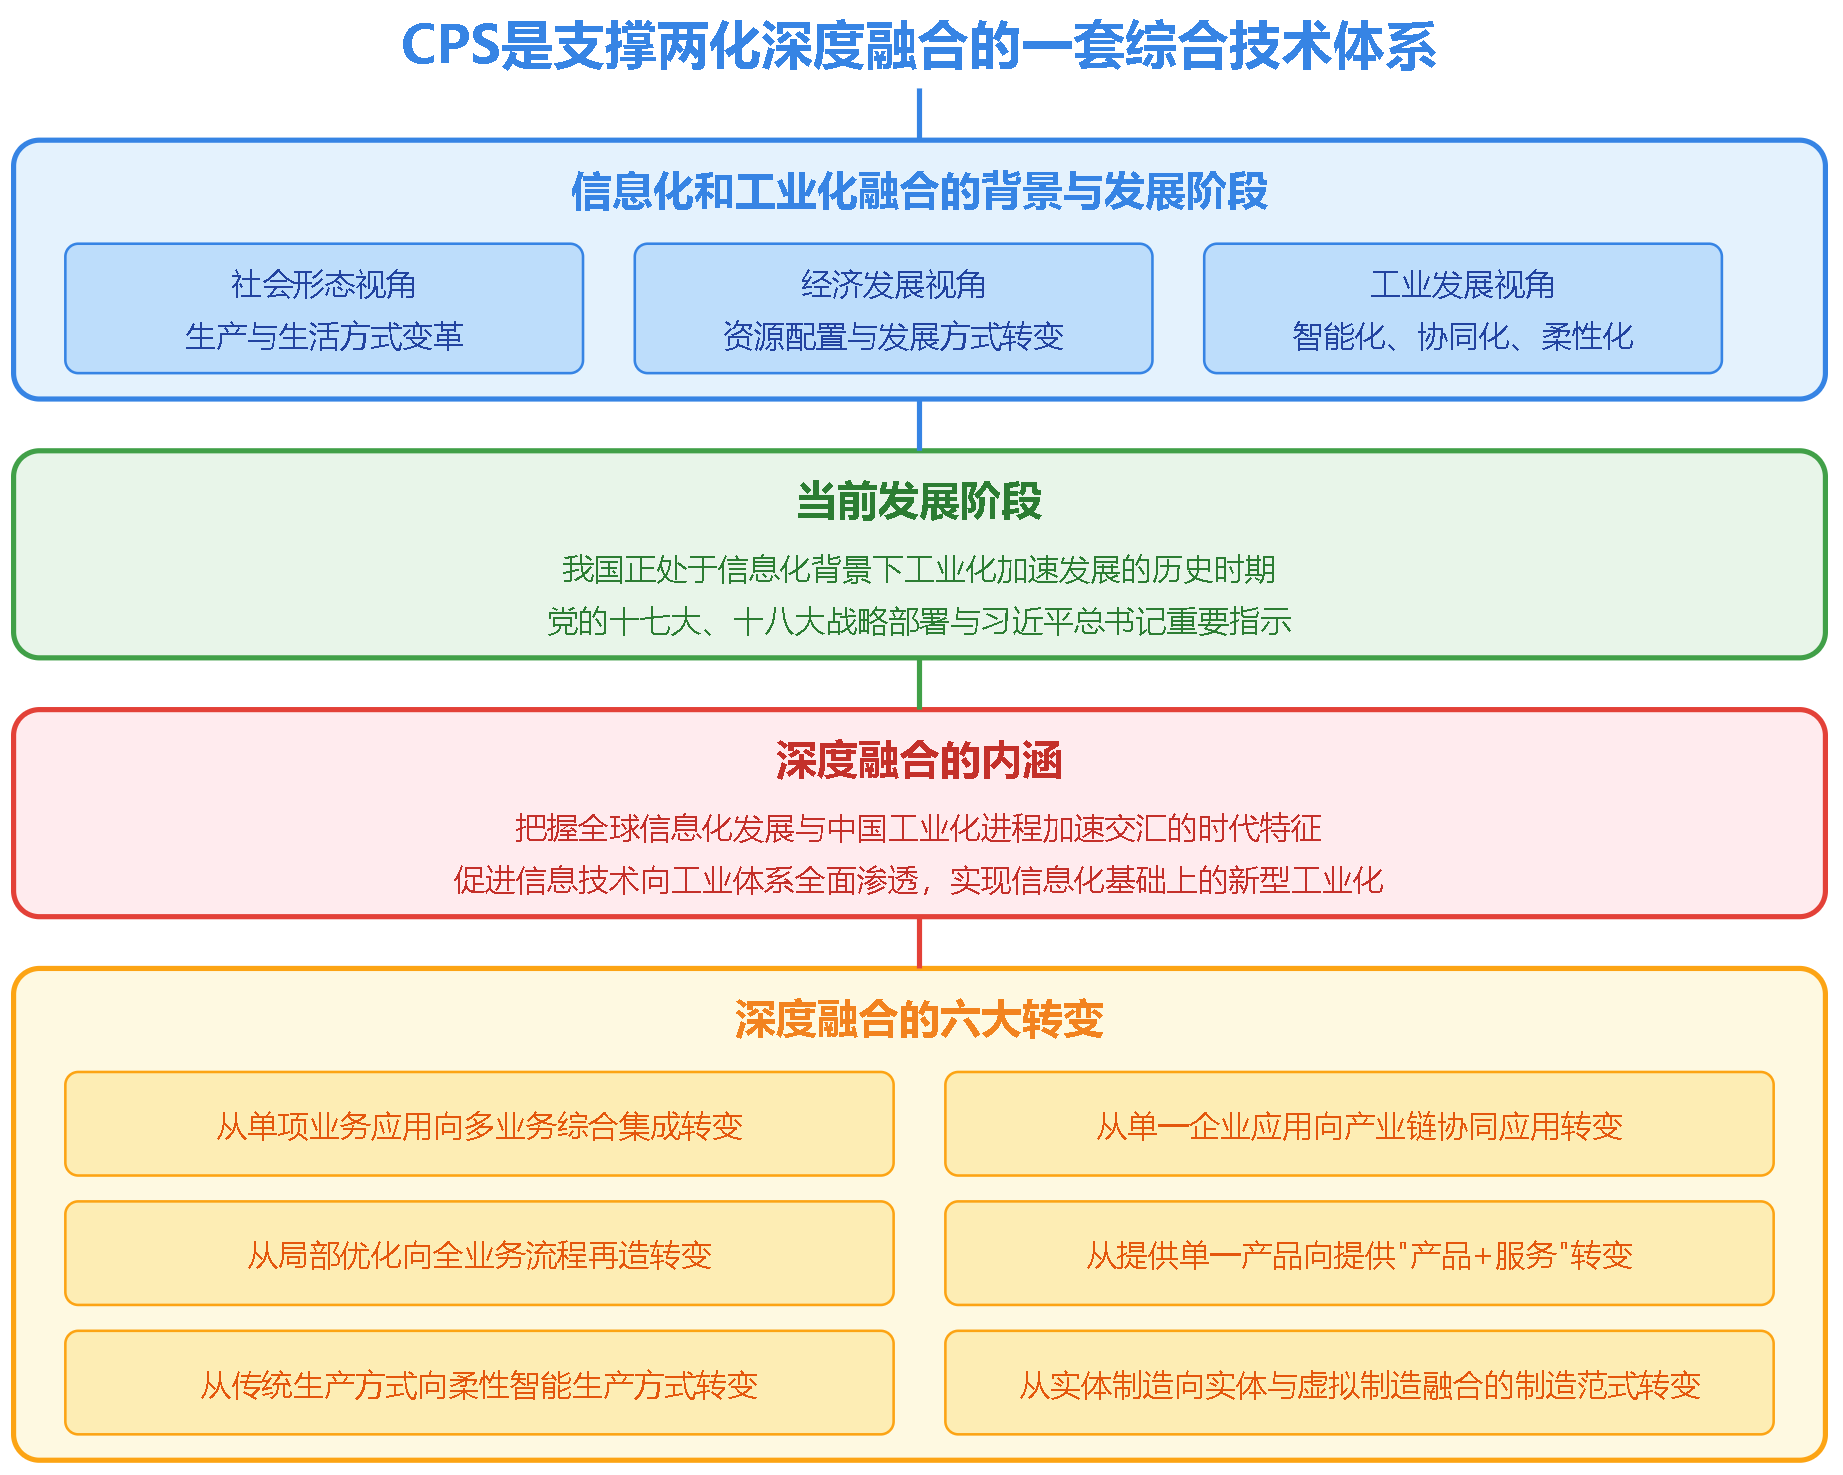 CPS是支撑两化深度融合的一套综合技术体系
信息化和工业化融合的背景与发展阶段
社会形态视角
生产与生活方式变革
经济发展视角
资源配置与发展方式转变
工业发展视角
智能化、协同化、柔性化
当前发展阶段
我国正处于信息化背景下工业化加速发展的历史时期
党的十七大、十八大战略部署与习近平总书记重要指示
深度融合的内涵
把握全球信息化发展与中国工业化进程加速交汇的时代特征
促进信息技术向工业体系全面渗透，实现信息化基础上的新型工业化
深度融合的六大转变
从单项业务应用向多业务综合集成转变
从单一企业应用向产业链协同应用转变
从局部优化向全业务流程再造转变
从提供单一产品向提供"产品+服务"转变
从传统生产方式向柔性智能生产方式转变
从实体制造向实体与虚拟制造融合的制造范式转变